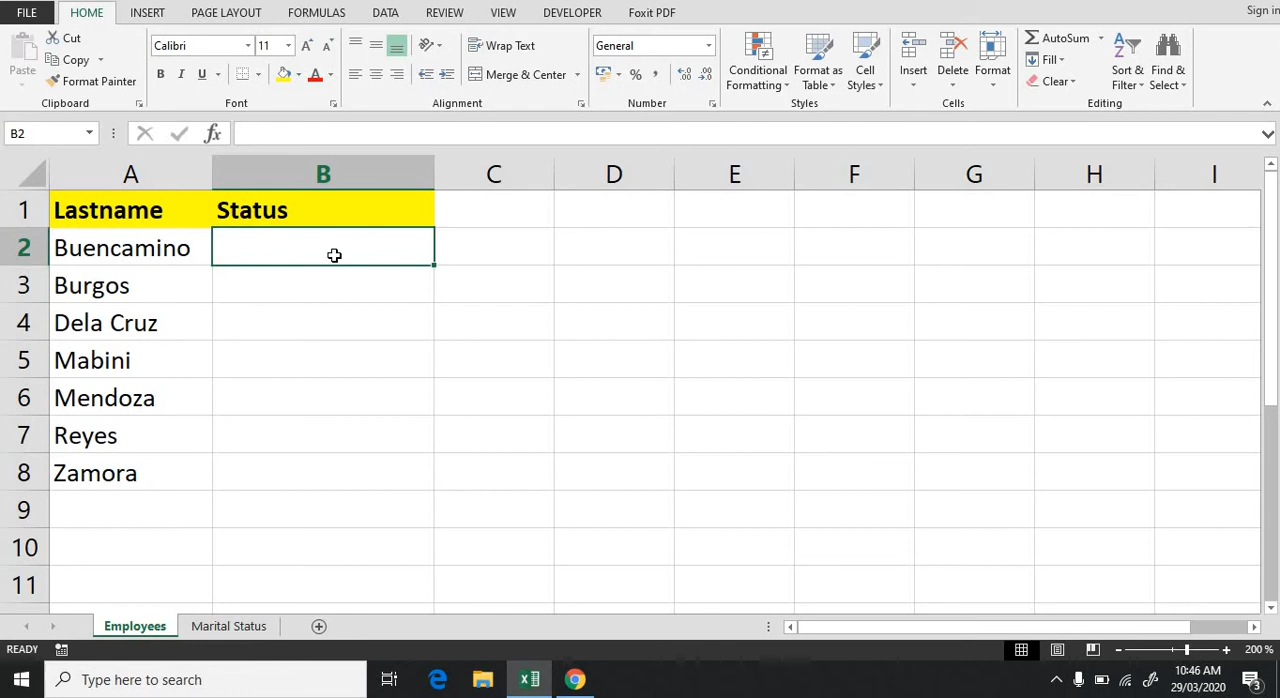 FILE HOME INSERT PAGE LAYOUT FORMULAS DATA REVIEW VIEW DEVELOPER Foxit PDF Sign in
Paste
Cut
Copy
Format Painter
Clipboard
Calibri 11
B I U
Font
Wrap Text
Merge & Center
Alignment
General
%
Number
Conditional Formatting
Format as Table
Cell Styles
Styles
Insert
Delete
Format
Cells
AutoSum
Fill
Clear
Sort & Filter
Find & Select
Editing
B2 fx
A B C D E F G H I
1 Lastname Status
2 Buencamino
3 Burgos
4 Dela Cruz
5 Mabini
6 Mendoza
7 Reyes
8 Zamora
9
10
11
Employees Marital Status
READY 200 %
Type here to search
10:46 AM
29/03/2020
3